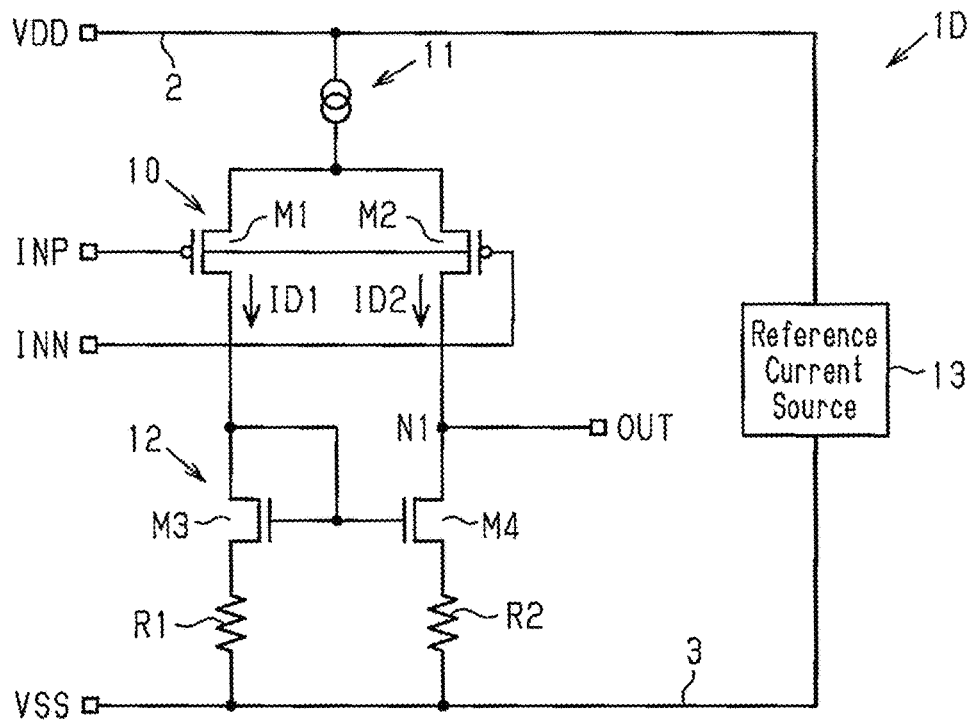 VDD
1D
2
11
10
M1
M2
INP
ID1
ID2
INN
Reference
Current
Source
13
12
N1
OUT
M3
M4
R1
R2
3
VSS